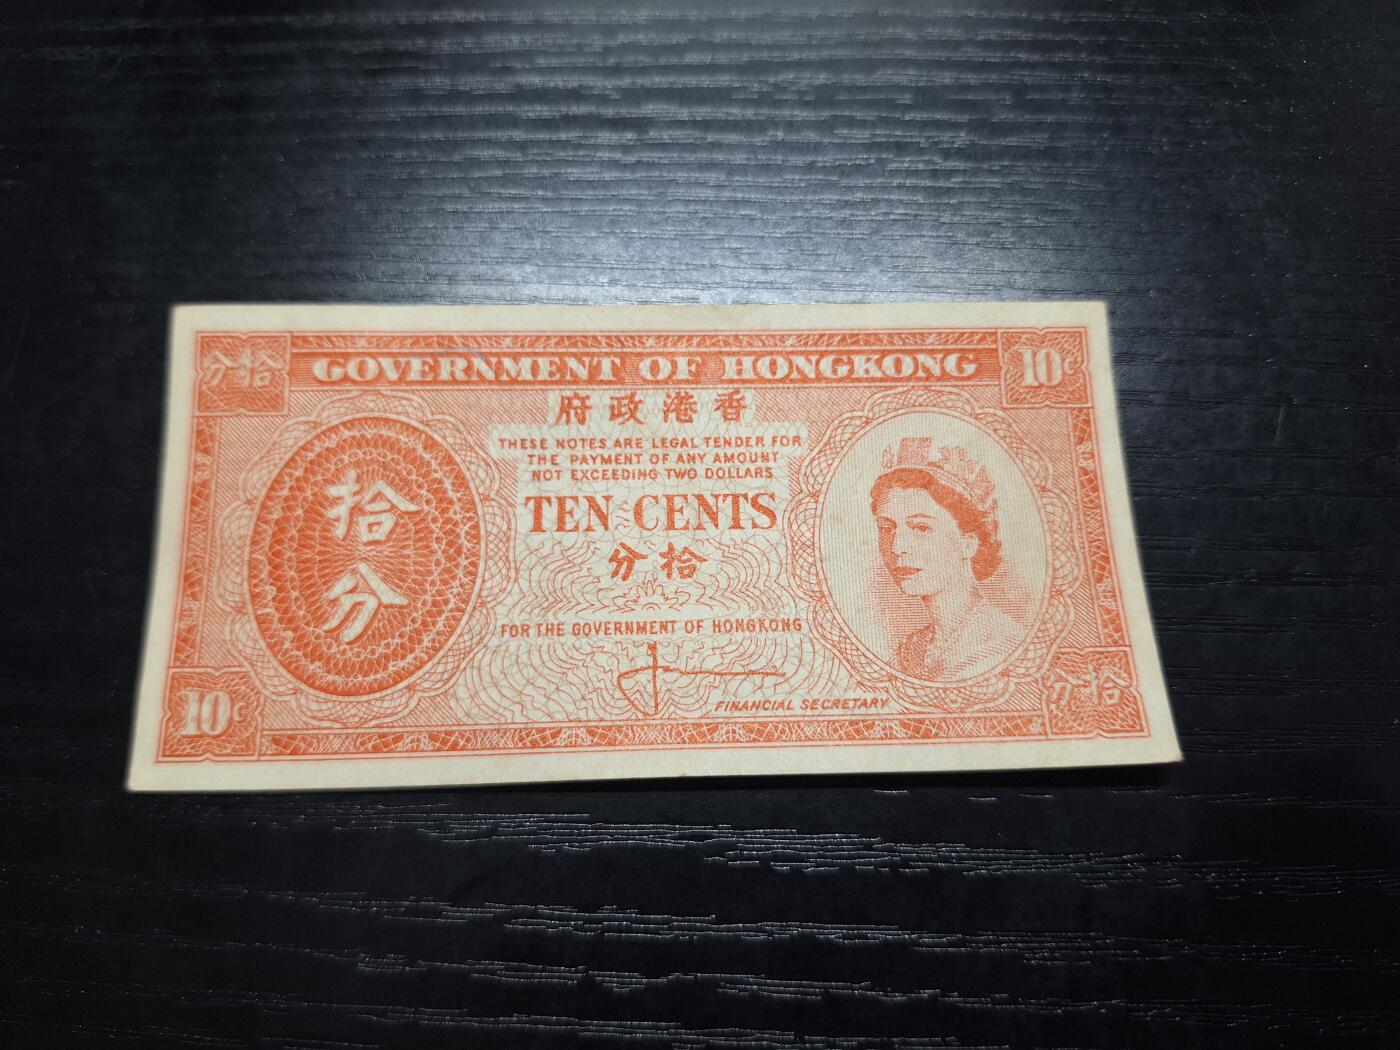 分拾
GOVERNMENT OF HONGKONG
10c
府政港香
THESE NOTES ARE LEGAL TENDER FOR
THE PAYMENT OF ANY AMOUNT
NOT EXCEEDING TWO DOLLARS
TEN CENTS
分拾
拾
分
FOR THE GOVERNMENT OF HONGKONG
FINANCIAL SECRETARY
10c
分拾